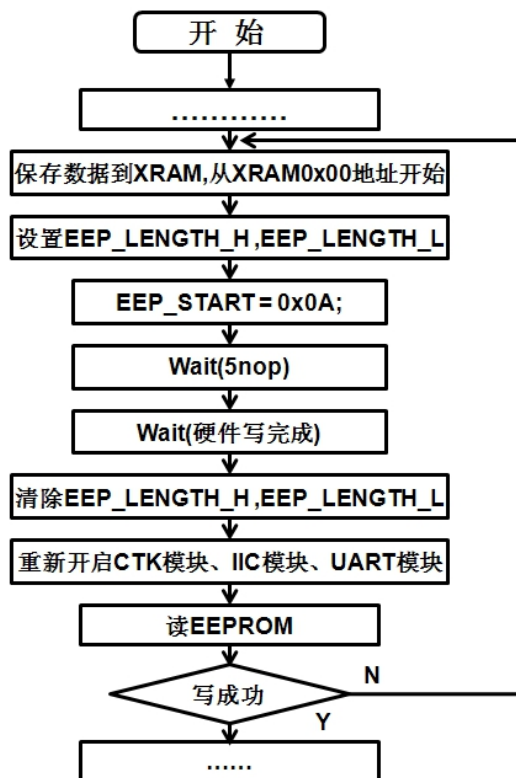 开 始
............
保存数据到XRAM,从XRAM0x00地址开始
设置EEP_LENGTH_H ,EEP_LENGTH_L
EEP_START = 0x0A;
Wait(5nop)
Wait(硬件写完成)
清除EEP_LENGTH_H ,EEP_LENGTH_L
重新开启CTK模块、IIC模块、UART模块
读EEPROM
写成功
N
Y
......